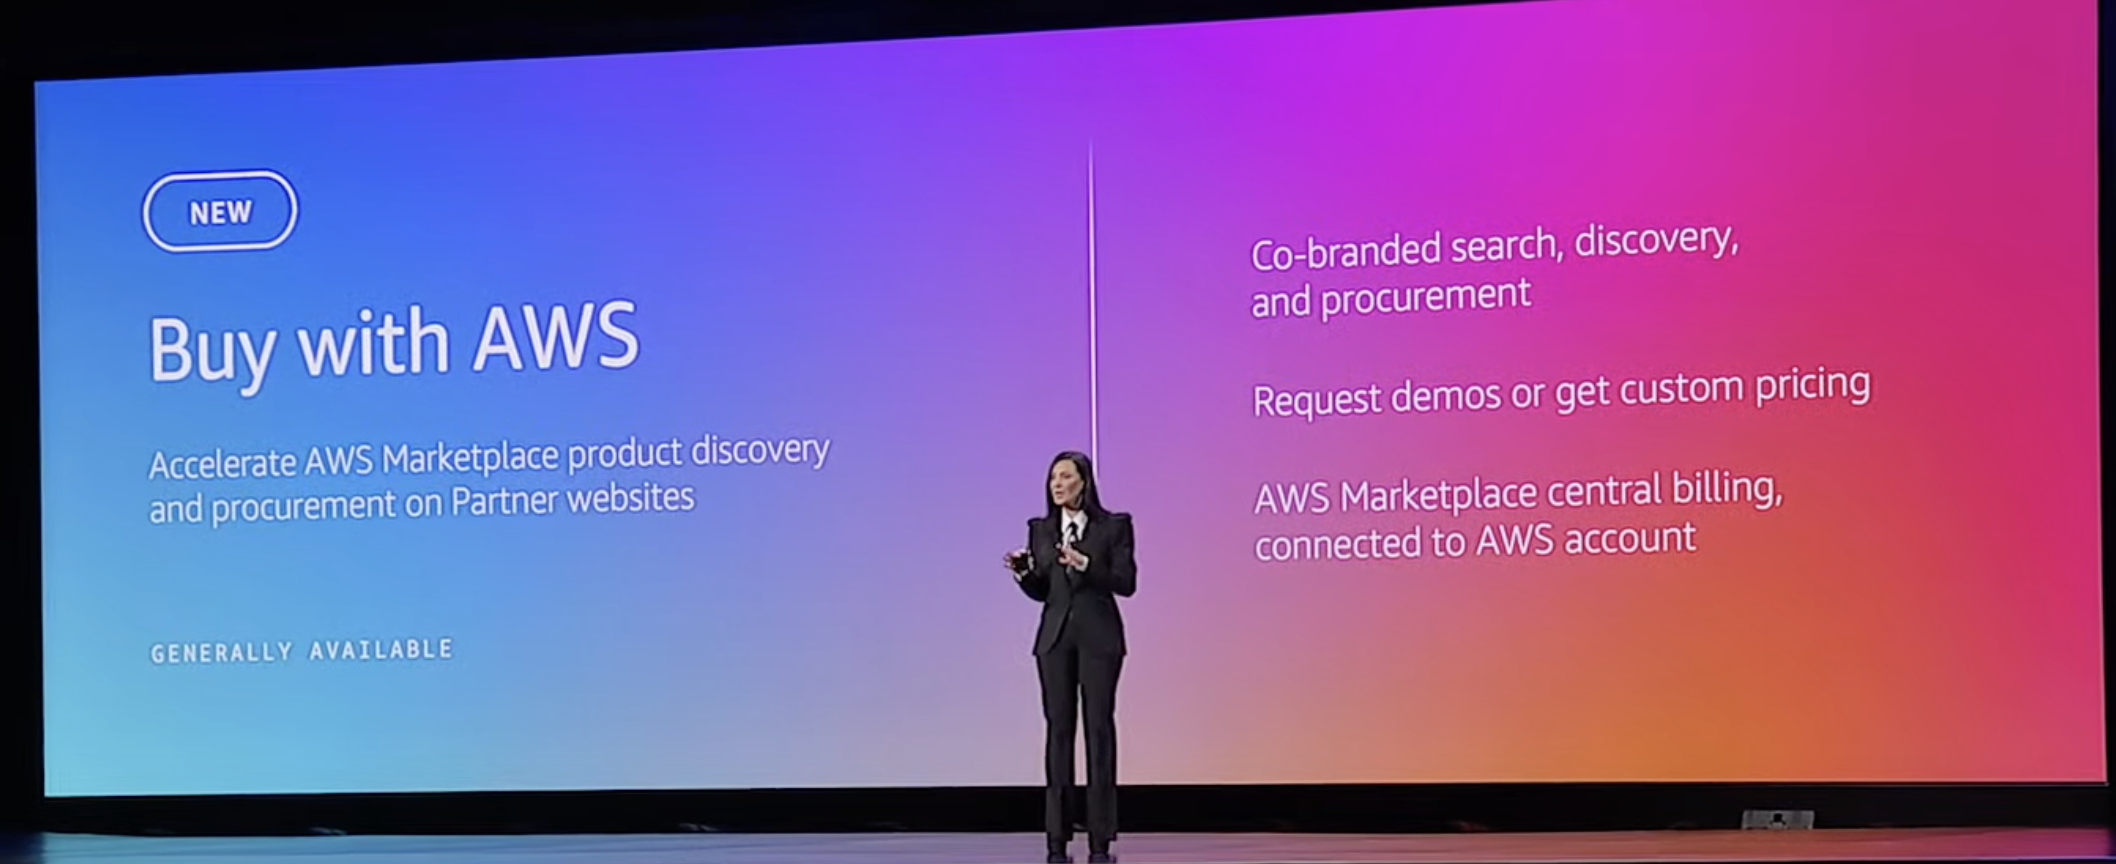 NEW
Buy with AWS
Accelerate AWS Marketplace product discovery
and procurement on Partner websites
GENERALLY AVAILABLE
Co-branded search, discovery,
and procurement
Request demos or get custom pricing
AWS Marketplace central billing,
connected to AWS account